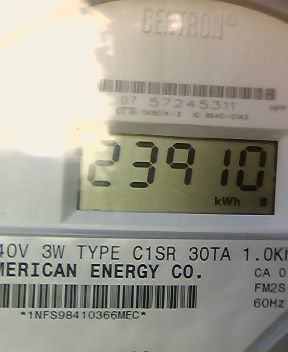 CENTRON®
07 57245311
23910
kWh
40V 3W TYPE C1SR 30TA 1.0Kh
MERICAN ENERGY CO.
CA 0
FM2S
60Hz
*1NFS98410366MEC*